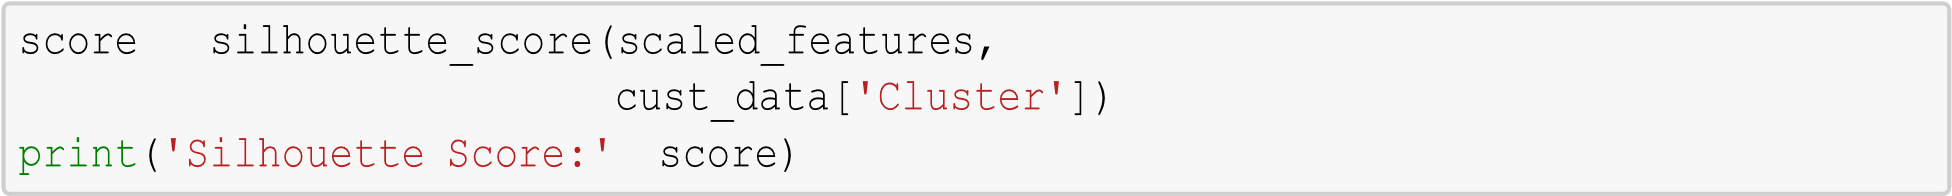 score   silhouette_score(scaled_features,
                         cust_data['Cluster'])
print('Silhouette Score:'  score)